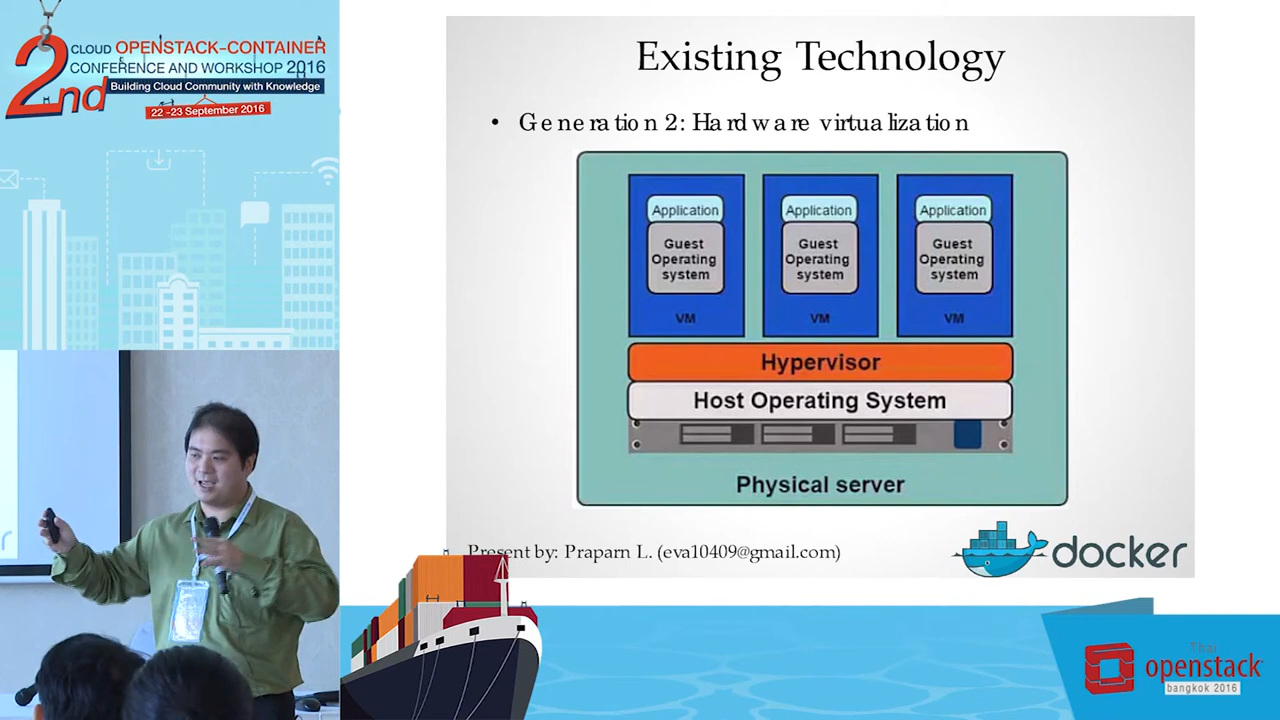 2nd
CLOUD OPENSTACK-CONTAINER
CONFERENCE AND WORKSHOP 2016
Building Cloud Community with Knowledge
22 -23 September 2016
Existing Technology
• Generation 2: Hardware virtualization
Application Application Application
Guest Operating system Guest Operating system Guest Operating system
VM VM VM
Hypervisor
Host Operating System
Physical server
Present by: Praparn L. (eva10409@gmail.com)
docker
Thai
openstack
bangkok 2016